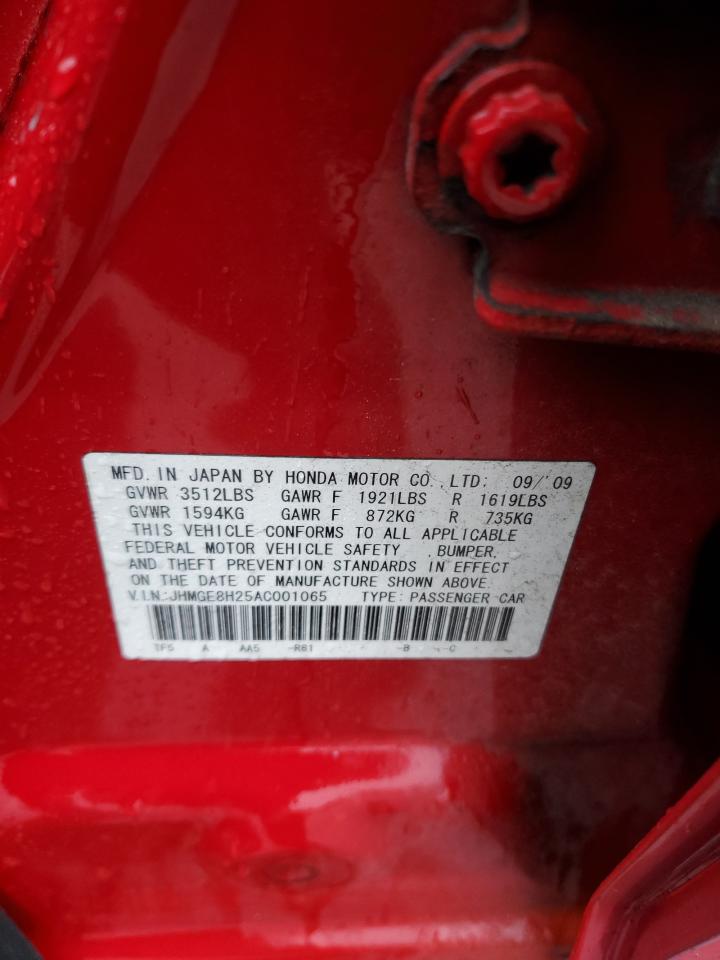 MFD. IN JAPAN BY HONDA MOTOR CO., LTD: 09/'09
GVWR 3512LBS GAWR F 1921LBS R 1619LBS
GVWR 1594KG GAWR F 872KG R 735KG
THIS VEHICLE CONFORMS TO ALL APPLICABLE
FEDERAL MOTOR VEHICLE SAFETY , BUMPER,
AND THEFT PREVENTION STANDARDS IN EFFECT
ON THE DATE OF MANUFACTURE SHOWN ABOVE.
V.I.N.:JHMGE8H25AC001065 TYPE: PASSENGER CAR
TF5 A AA5 -R81 -B -C